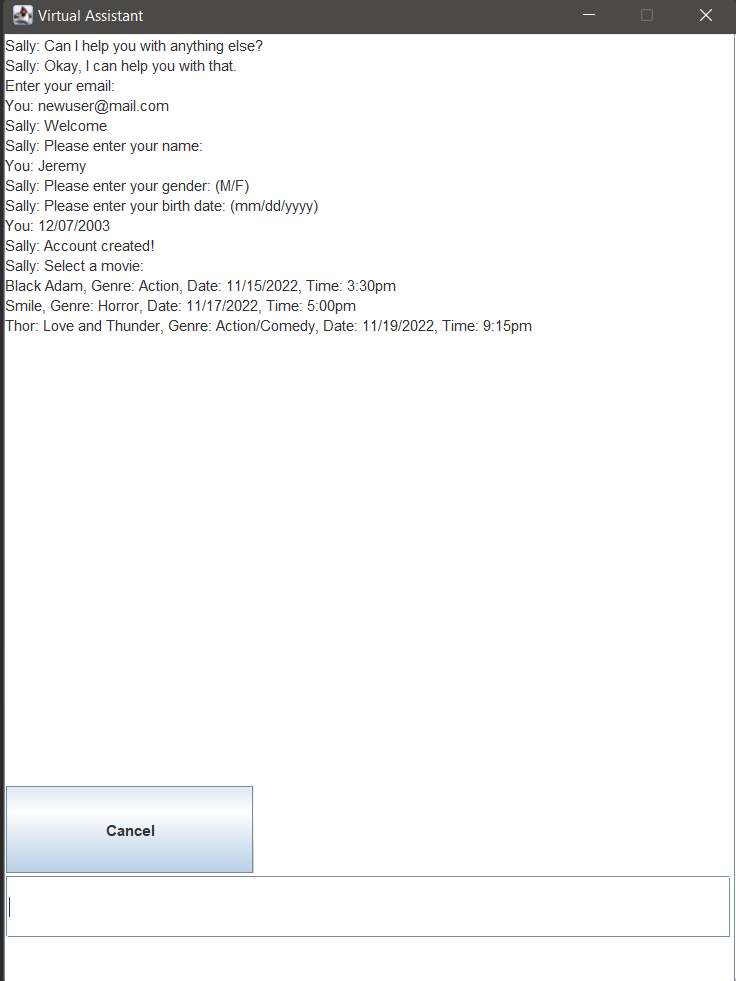 Virtual Assistant
Sally: Can I help you with anything else?
Sally: Okay, I can help you with that.
Enter your email:
You: newuser@mail.com
Sally: Welcome
Sally: Please enter your name:
You: Jeremy
Sally: Please enter your gender: (M/F)
Sally: Please enter your birth date: (mm/dd/yyyy)
You: 12/07/2003
Sally: Account created!
Sally: Select a movie:
Black Adam, Genre: Action, Date: 11/15/2022, Time: 3:30pm
Smile, Genre: Horror, Date: 11/17/2022, Time: 5:00pm
Thor: Love and Thunder, Genre: Action/Comedy, Date: 11/19/2022, Time: 9:15pm
Cancel